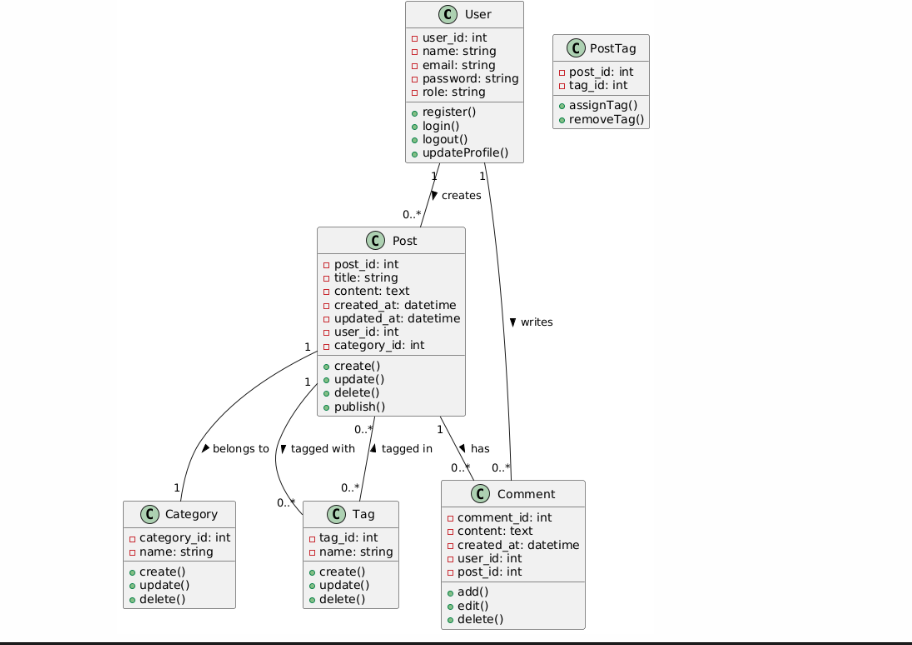 C User
user_id: int
name: string
email: string
password: string
role: string
register()
login()
logout()
updateProfile()
C PostTag
post_id: int
tag_id: int
assignTag()
removeTag()
1
1
creates
0..*
C Post
post_id: int
title: string
content: text
created_at: datetime
updated_at: datetime
user_id: int
category_id: int
create()
update()
delete()
publish()
writes
1
1
0..*
1
belongs to
tagged with
tagged in
has
1
0..*
0..*
0..*
0..*
C Category
category_id: int
name: string
create()
update()
delete()
C Tag
tag_id: int
name: string
create()
update()
delete()
C Comment
comment_id: int
content: text
created_at: datetime
user_id: int
post_id: int
add()
edit()
delete()